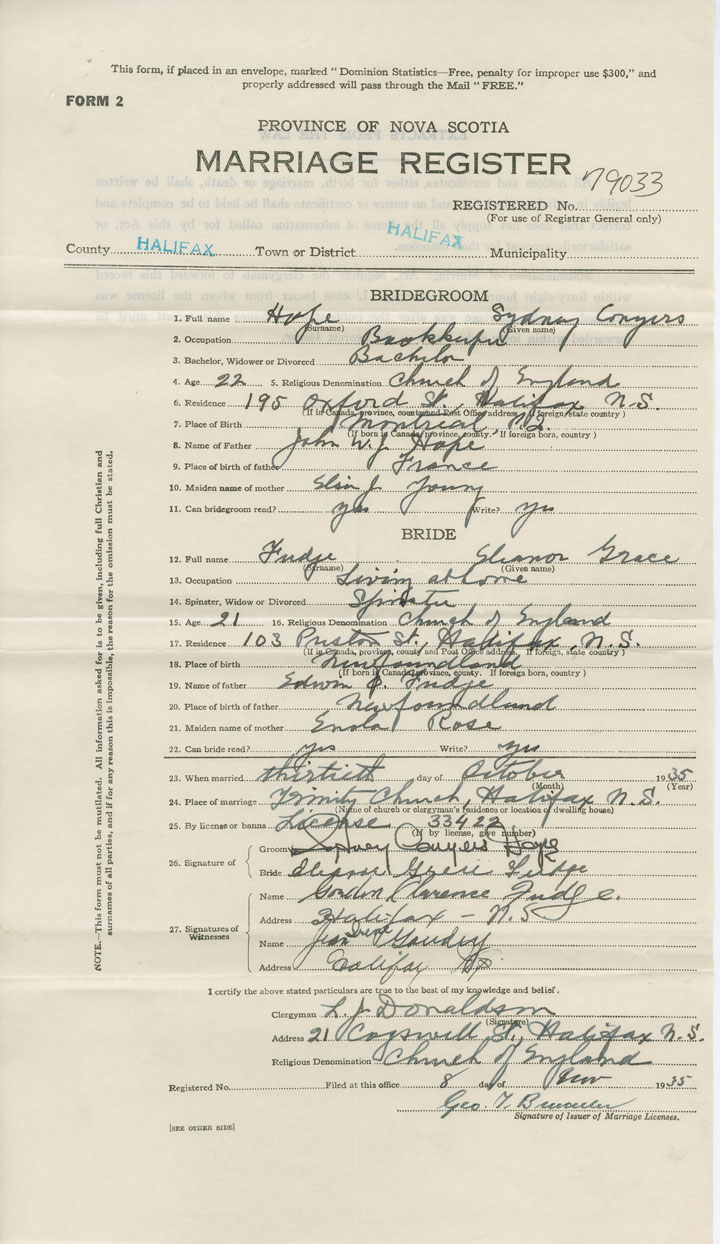 This form, if placed in an envelope, marked "Dominion Statistics—Free, penalty for improper use $300," and
properly addressed will pass through the Mail "FREE."
FORM 2
PROVINCE OF NOVA SCOTIA
MARRIAGE REGISTER
79033
REGISTERED No.
(For use of Registrar General only)
County HALIFAX Town or District HALIFAX Municipality
BRIDEGROOM
1. Full name Hope Sydney Conyers
(Surname) (Given name)
2. Occupation Bookkeeper
3. Bachelor, Widower or Divorced Bachelor
4. Age 22 5. Religious Denomination Church of England
6. Residence 195 Oxford St., Halifax N.S.
(If in Canada, province, county and Post Office address. If foreign, state country)
7. Place of Birth Montreal, P.Q.
(If born in Canada, province, county. If foreign born, country)
8. Name of Father John W. J. Hope
9. Place of birth of father France
10. Maiden name of mother J. Young
11. Can bridegroom read? yes Write? yes
BRIDE
12. Full name Fudge Eleanor Grace
(Surname) (Given name)
13. Occupation Living at home
14. Spinster, Widow or Divorced Spinster
15. Age 21 16. Religious Denomination Church of England
17. Residence 103 Preston St., Halifax, N.S.
(If in Canada, province, county and Post Office address. If foreign, state country)
18. Place of birth Newfoundland
(If born in Canada, province, county. If foreign born, country)
19. Name of father Edwin Fudge
20. Place of birth of father Newfoundland
21. Maiden name of mother Rose
22. Can bride read? yes Write? yes
23. When married thirtieth day of October 1935
(Month) (Year)
24. Place of marriage Trinity Church, Halifax N.S.
(Name of church or clergyman's residence or location of dwelling house)
25. By license or banns License 33422
(If by license, give number)
26. Signature of
Groom Sydney Conyers Hope
Bride Eleanor Grace Fudge
27. Signatures of Witnesses
Name Gordon Clarence Fudge.
Address Halifax - N.S
Name Jean Gaudry
Address Halifax NS
I certify the above stated particulars are true to the best of my knowledge and belief.
Clergyman L. J. Donaldson
(Signature)
Address 21 Cogswell St., Halifax N.S.
Religious Denomination Church of England
Registered No. Filed at this office 8 day of Nov 1935
Geo. T.
Signature of Issuer of Marriage Licenses.
[SEE OTHER SIDE]
NOTE.—This form must not be mutilated. All information asked for is to be given, including full Christian and
surnames of all parties, and if for any reason this is impossible, the reason for the omission must be stated.